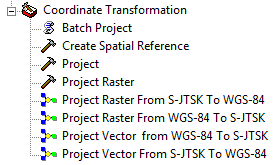 Coordinate Transformation
Batch Project
Create Spatial Reference
Project
Project Raster
Project Raster From S-JTSK To WGS-84
Project Raster From WGS-84 To S-JTSK
Project Vector  from WGS-84 To S-JTSK
Project Vector From S-JTSK To WGS-84